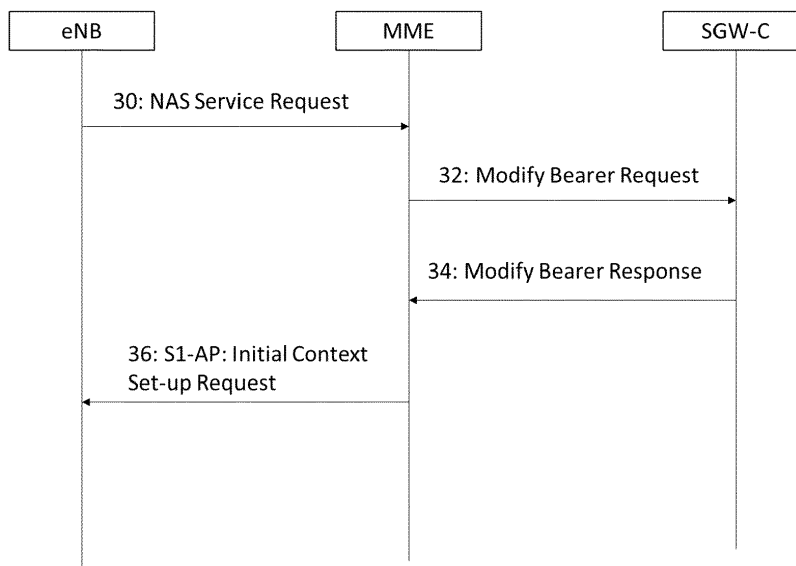 eNB
MME
SGW-C
30: NAS Service Request
32: Modify Bearer Request
34: Modify Bearer Response
36: S1-AP: Initial Context
Set-up Request